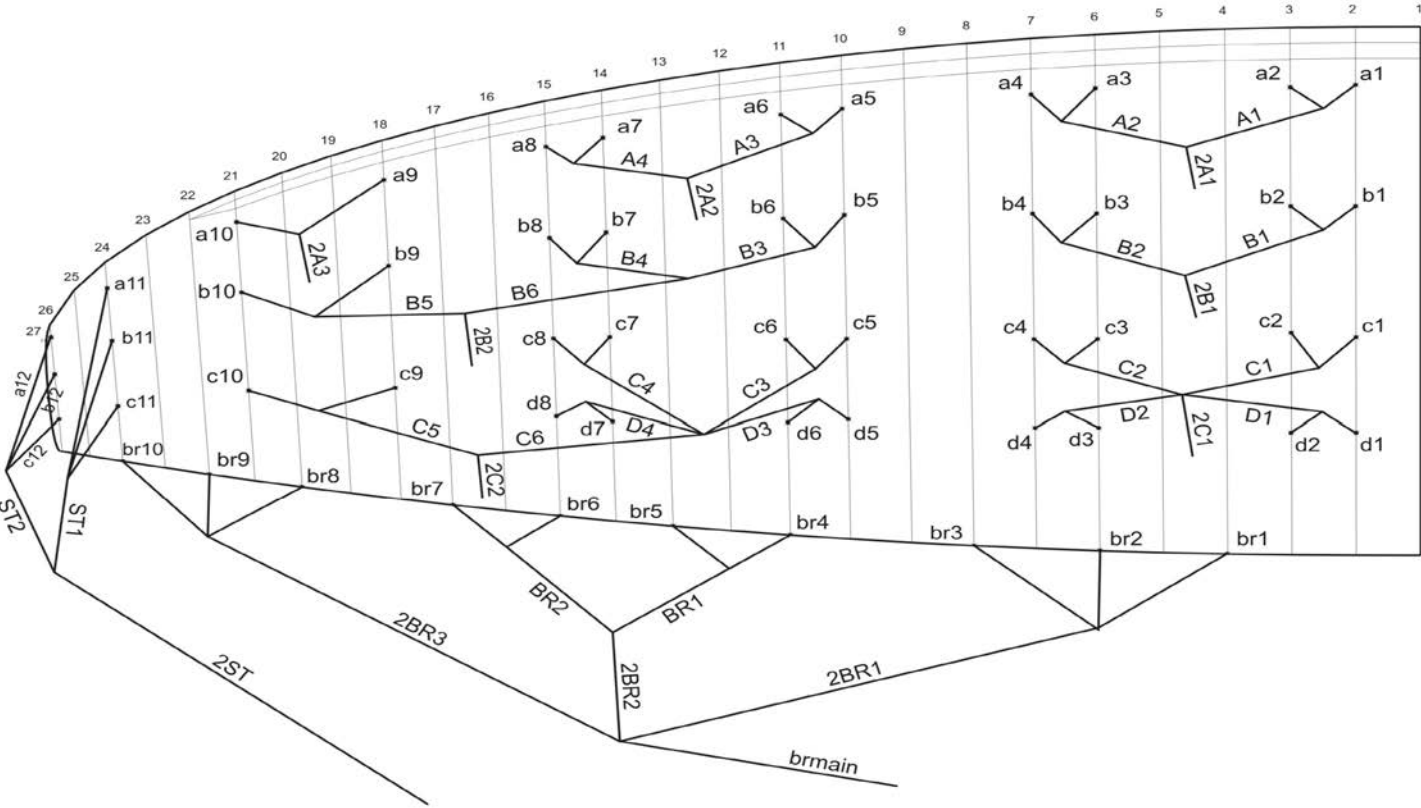 1
2
3
4
5
6
7
8
9
10
11
12
13
14
15
16
17
18
19
20
21
22
23
24
25
26
27
a4 a3 a2 a1
A2 A1
2A1
a8 a7 a6 a5
A4 A3
2A2
a10 a9
2A3
b4 b3 b2 b1
B2 B1
2B1
b8 b7 b6 b5
B4 B3
b10 b9
B5 B6
2B2
c4 c3 c2 c1
C2 C1
D2 D1
2C1
d4 d3 d2 d1
c8 c7 c6 c5
C4 C3
d8 d7 D4 D3 d6 d5
c10 c9
C5 C6
2C2
a11
b11
c11
a12
b12
c12
ST2 ST1
br10 br9 br8 br7 br6 br5 br4 br3 br2 br1
BR2 BR1
2BR3
2BR2
2BR1
2ST
brmain